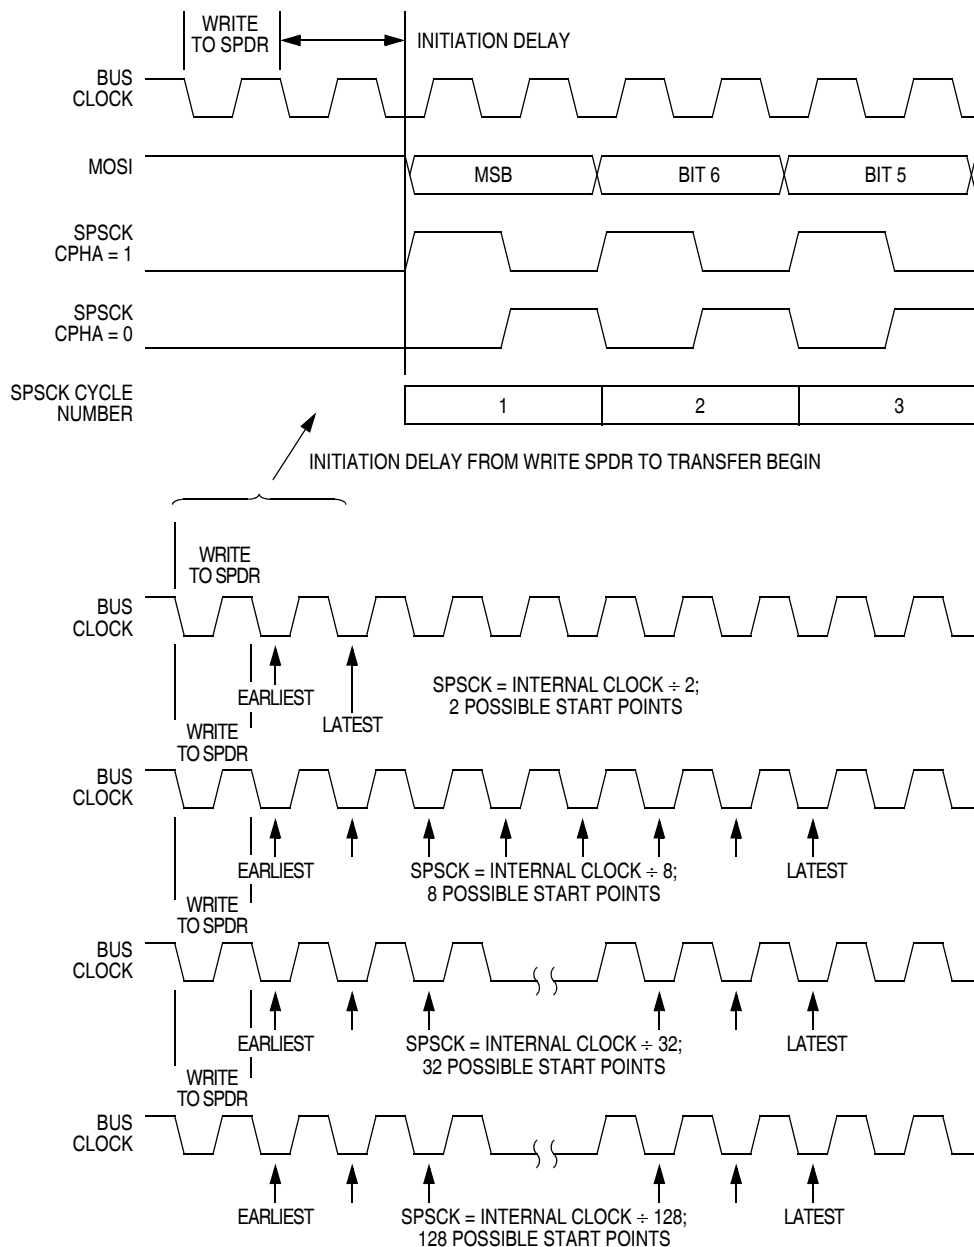 WRITE
TO SPDR
INITIATION DELAY
BUS
CLOCK
MOSI
MSB
BIT 6
BIT 5
SPSCK
CPHA = 1
SPSCK
CPHA = 0
SPSCK CYCLE
NUMBER
1
2
3
INITIATION DELAY FROM WRITE SPDR TO TRANSFER BEGIN
WRITE
TO SPDR
BUS
CLOCK
EARLIEST
LATEST
SPSCK = INTERNAL CLOCK ÷ 2;
2 POSSIBLE START POINTS
WRITE
TO SPDR
BUS
CLOCK
EARLIEST
SPSCK = INTERNAL CLOCK ÷ 8;
8 POSSIBLE START POINTS
LATEST
WRITE
TO SPDR
BUS
CLOCK
EARLIEST
SPSCK = INTERNAL CLOCK ÷ 32;
32 POSSIBLE START POINTS
LATEST
WRITE
TO SPDR
BUS
CLOCK
EARLIEST
SPSCK = INTERNAL CLOCK ÷ 128;
128 POSSIBLE START POINTS
LATEST